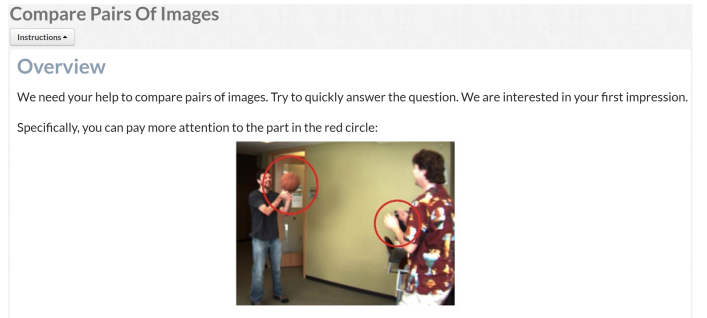 Compare Pairs Of Images
Instructions
Overview
We need your help to compare pairs of images. Try to quickly answer the question. We are interested in your first impression.
Specifically, you can pay more attention to the part in the red circle: